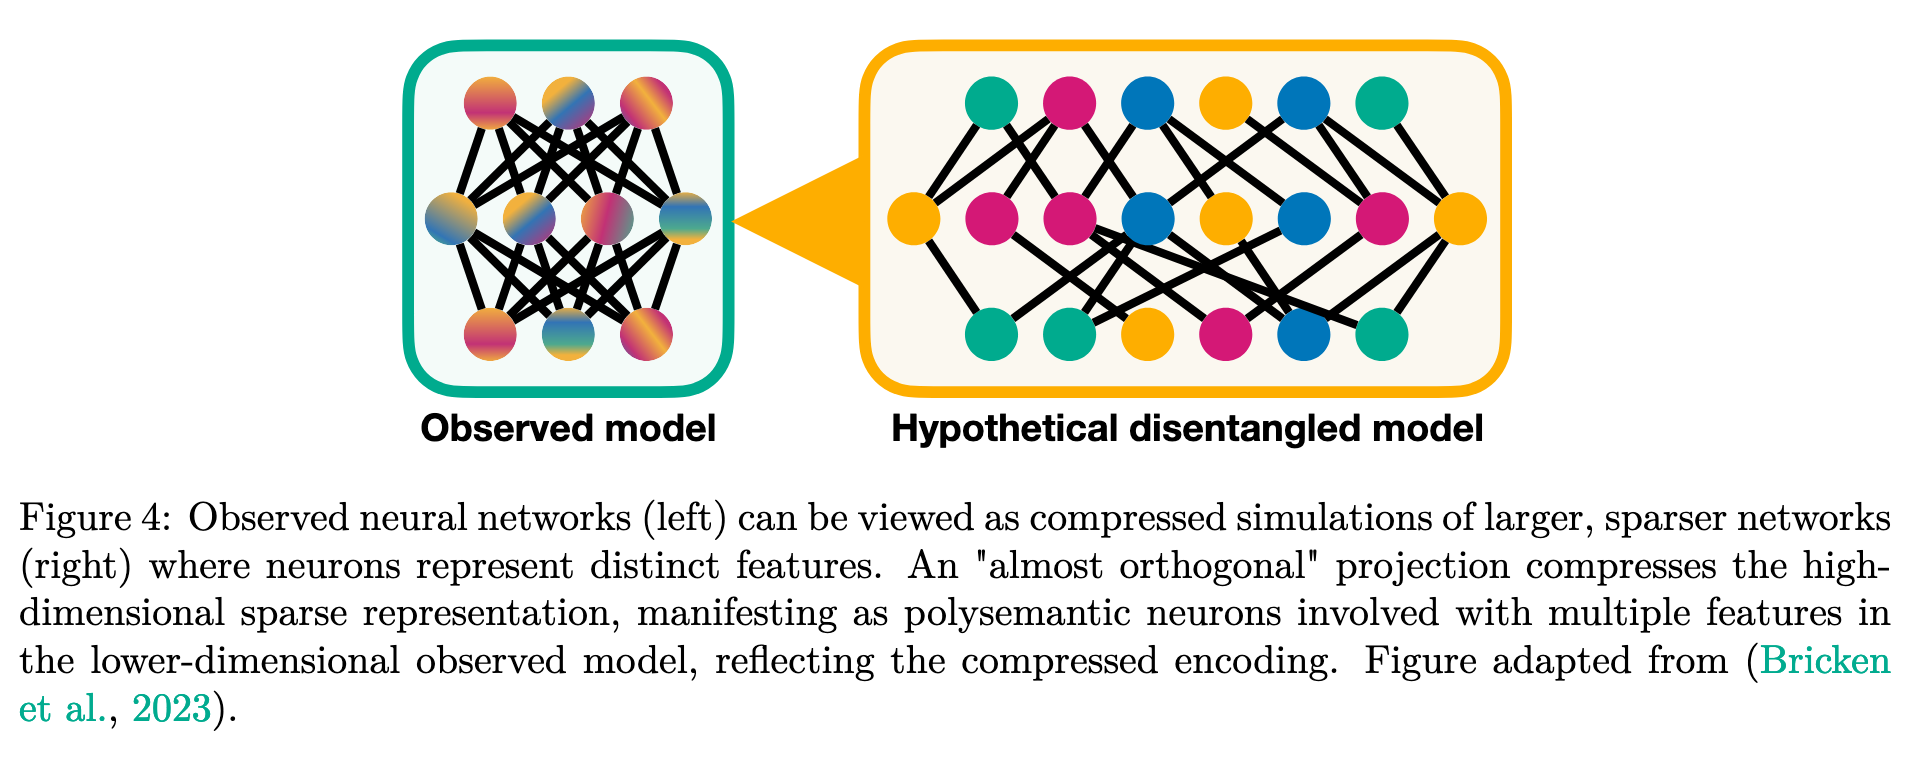 Observed model
Hypothetical disentangled model
Figure 4: Observed neural networks (left) can be viewed as compressed simulations of larger, sparser networks
(right) where neurons represent distinct features. An "almost orthogonal" projection compresses the high-
dimensional sparse representation, manifesting as polysemantic neurons involved with multiple features in
the lower-dimensional observed model, reflecting the compressed encoding. Figure adapted from (Bricken
et al., 2023).